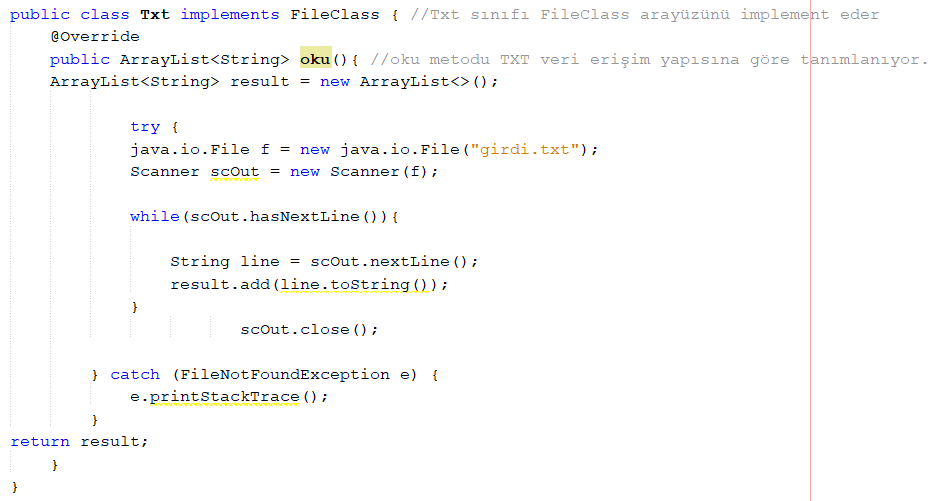 public class Txt implements FileClass { //Txt sınıfı FileClass arayüzünü implement eder
@Override
public ArrayList<String> oku(){ //oku metodu TXT veri erişim yapısına göre tanımlanıyor.
ArrayList<String> result = new ArrayList<>();
try {
java.io.File f = new java.io.File("girdi.txt");
Scanner scOut = new Scanner(f);
while(scOut.hasNextLine()){
String line = scOut.nextLine();
result.add(line.toString());
}
scOut.close();
} catch (FileNotFoundException e) {
e.printStackTrace();
}
return result;
}
}